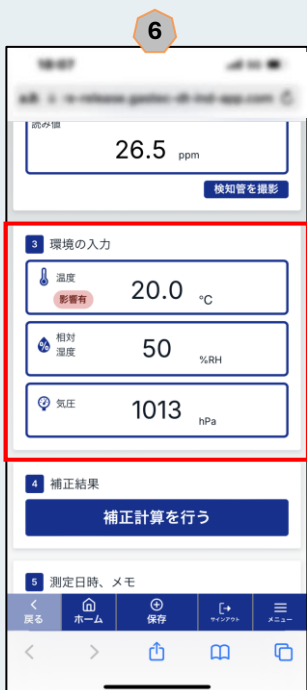 6
読み値
26.5 ppm
検知管を撮影
3 環境の入力
温度
影響有
20.0 °C
相対
湿度
50 %RH
気圧
1013 hPa
4 補正結果
補正計算を行う
5 測定日時、メモ
戻る
ホーム
保存
サインアウト
メニュー